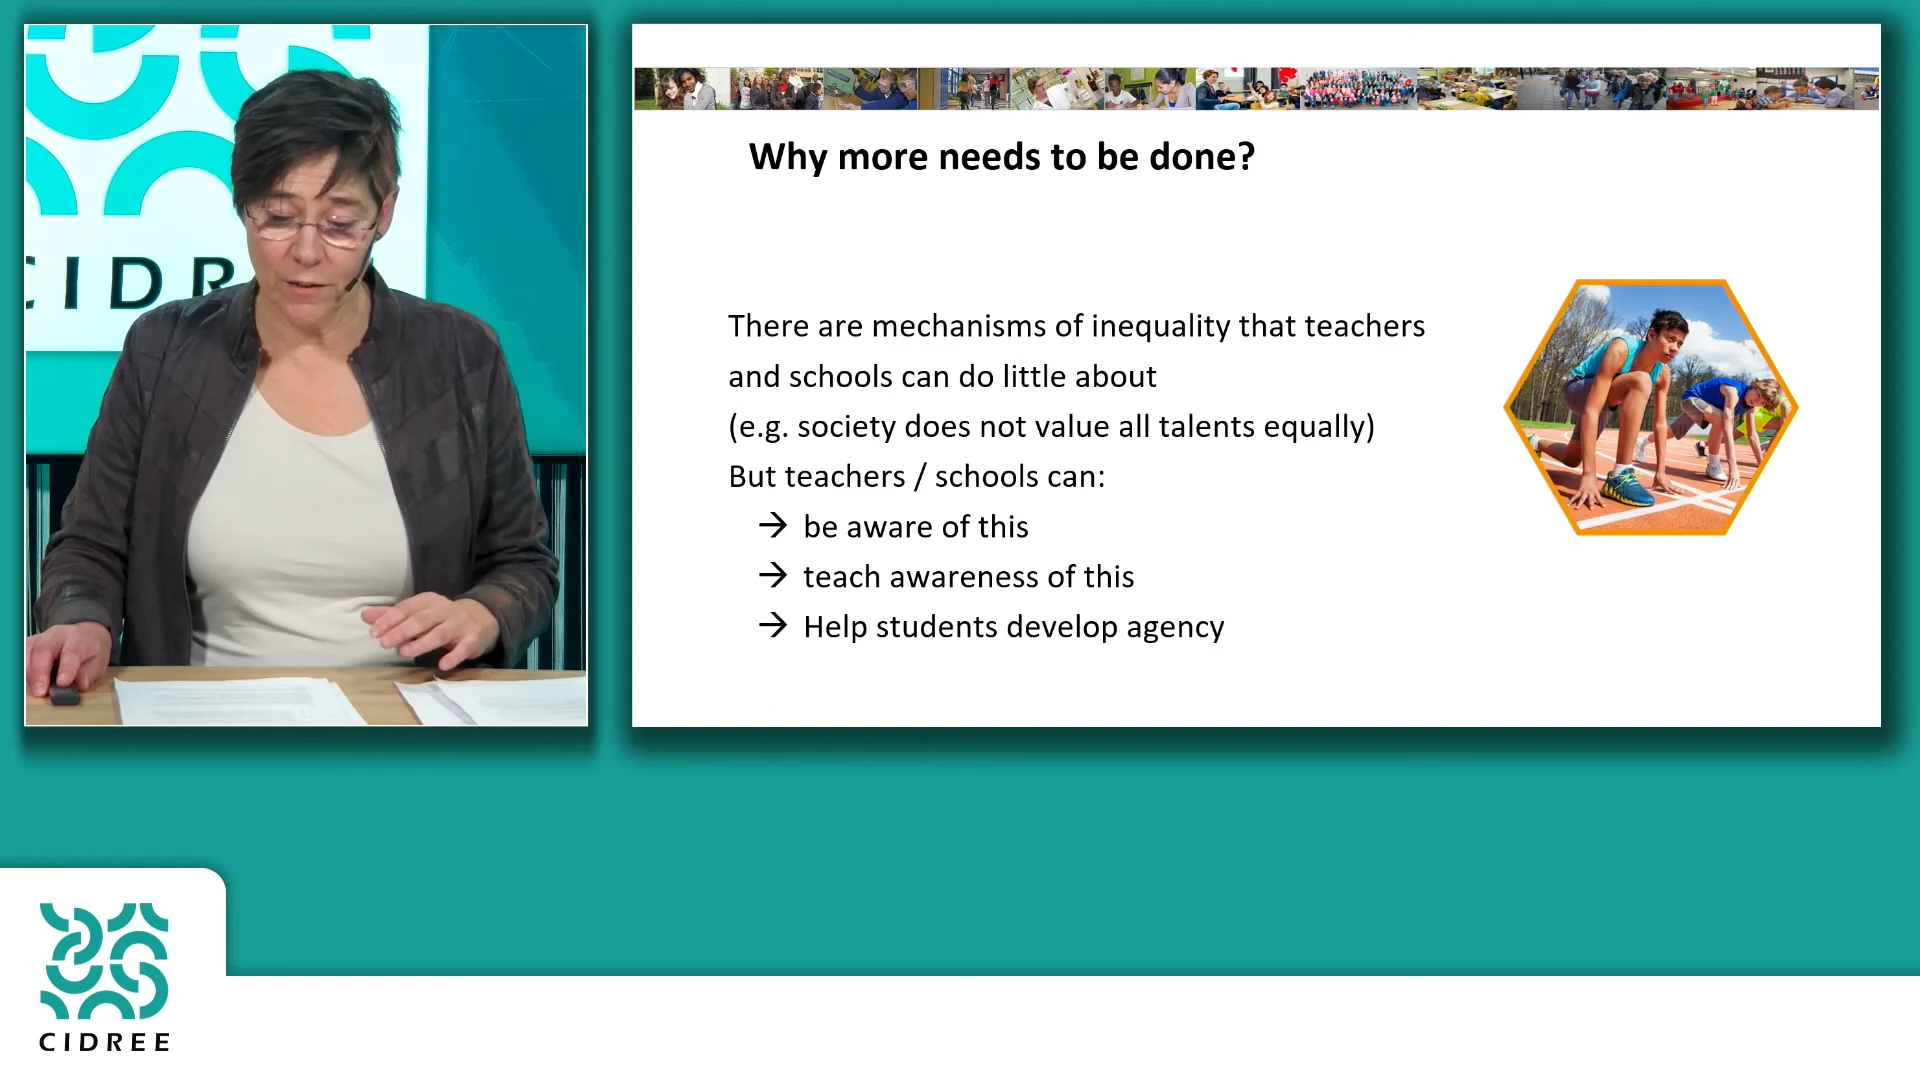 CIDR
Why more needs to be done?
There are mechanisms of inequality that teachers
and schools can do little about
(e.g. society does not value all talents equally)
But teachers / schools can:
→ be aware of this
→ teach awareness of this
→ Help students develop agency
CIDREE